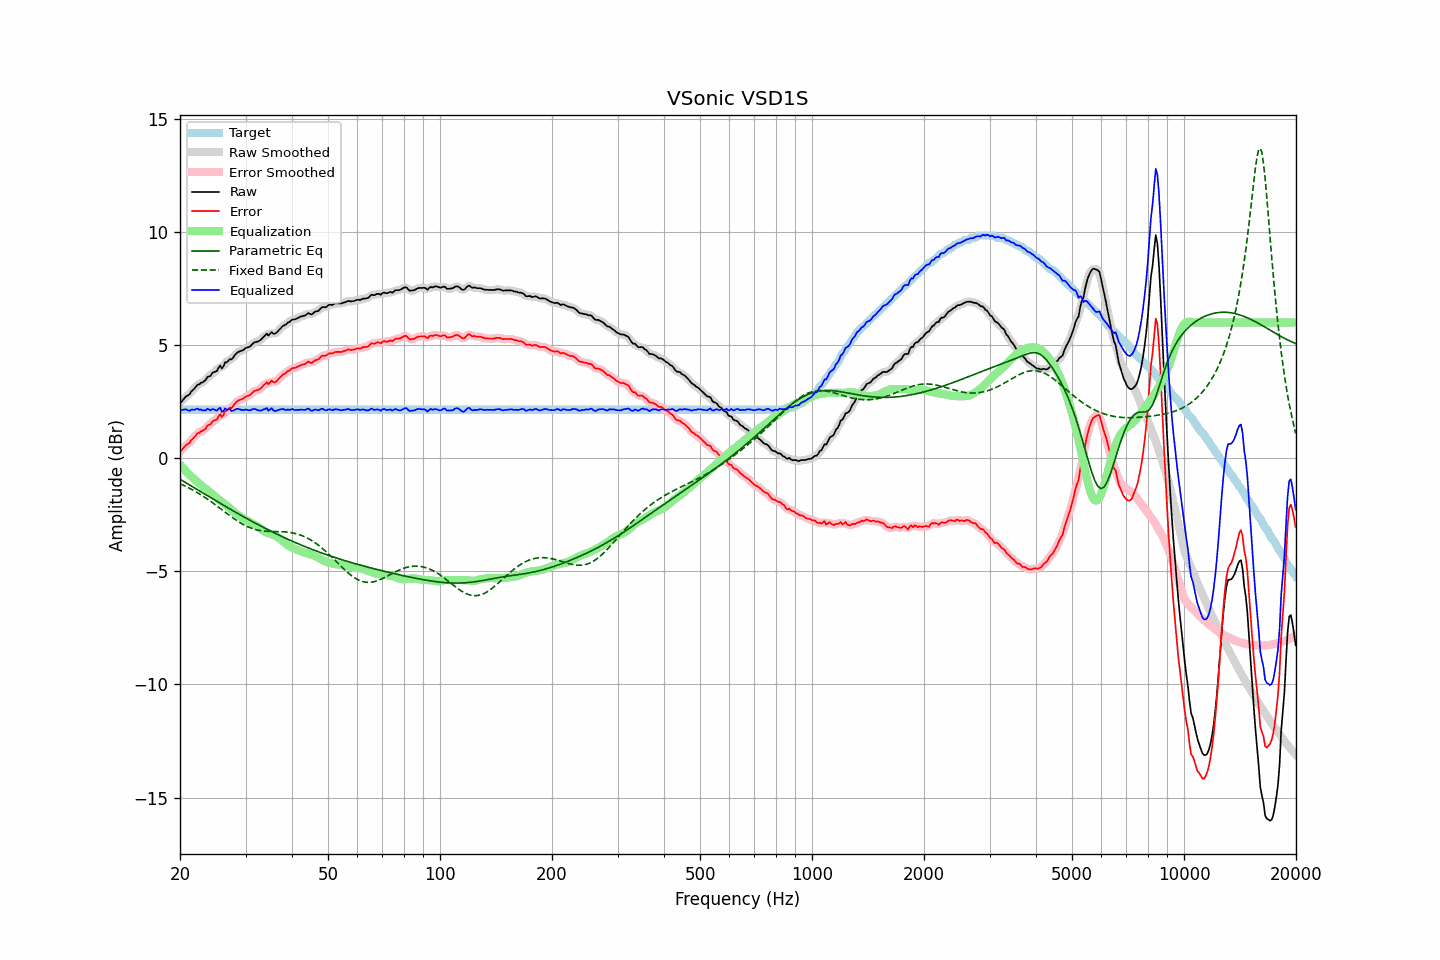 VSonic VSD1S
Amplitude (dBr)
15
10
5
0
−5
−10
−15
Target
Raw Smoothed
Error Smoothed
Raw
Error
Equalization
Parametric Eq
Fixed Band Eq
Equalized
20 50 100 200 500 1000 2000 5000 10000 20000
Frequency (Hz)